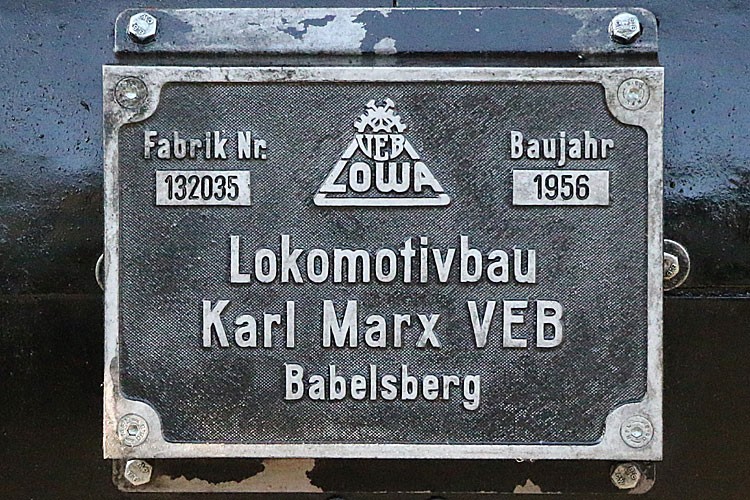 Fabrik Nr.
132035
VEB
LOWA
Baujahr
1956
Lokomotivbau
Karl Marx VEB
Babelsberg